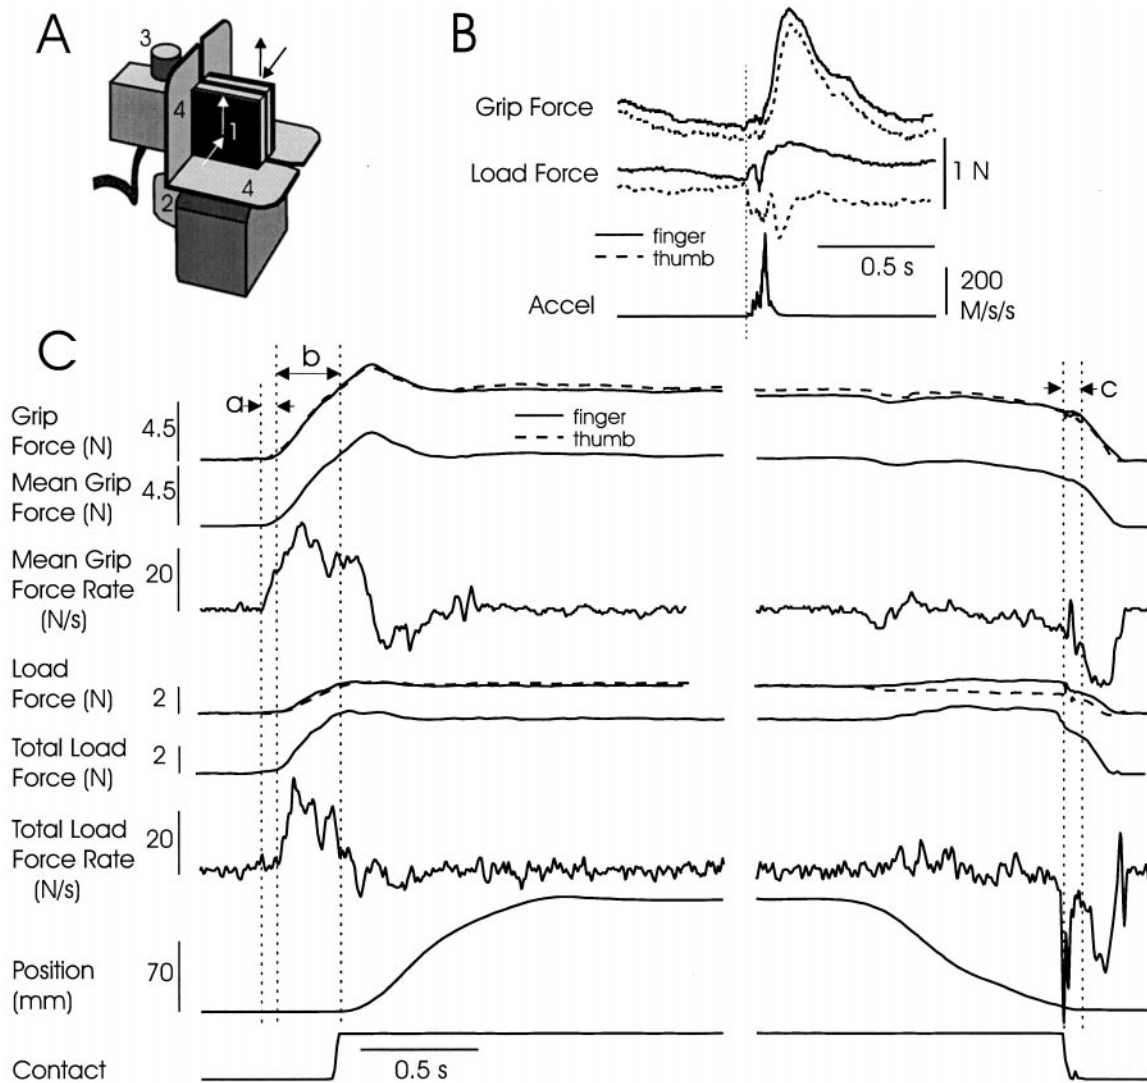 A
3
4
1
4
2
B
Grip Force
Load Force
1 N
finger
thumb
0.5 s
Accel
200
M/s/s
C
a
b
c
Grip
Force (N)
4.5
finger
thumb
Mean Grip
Force (N)
4.5
Mean Grip
Force Rate
(N/s)
20
Load
Force (N)
2
Total Load
Force (N)
2
Total Load
Force Rate
(N/s)
20
Position
(mm)
70
Contact
0.5 s